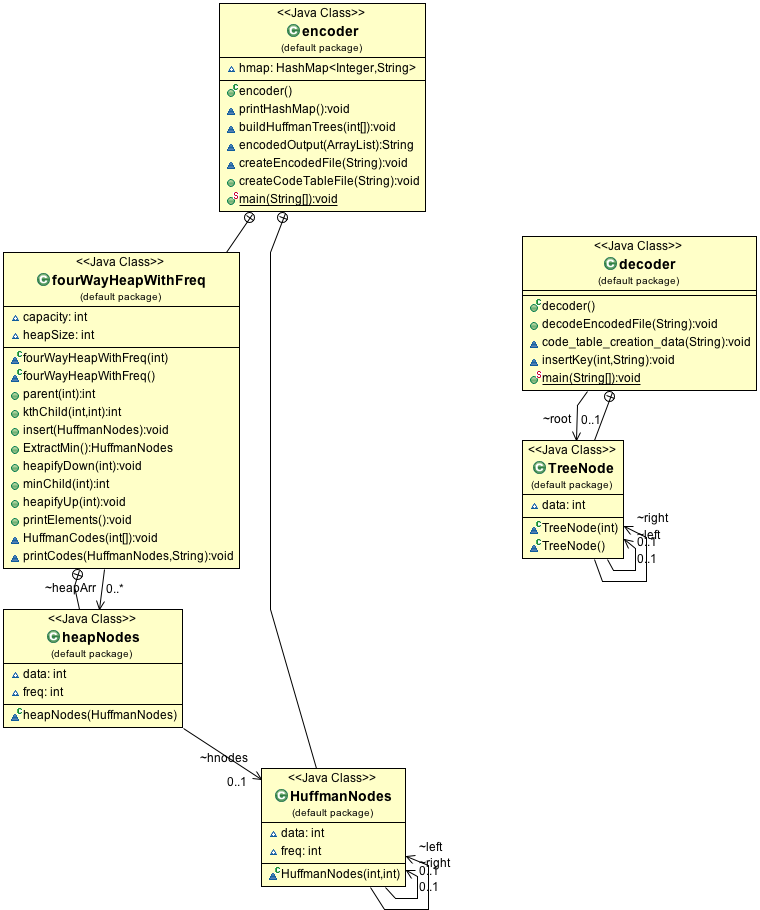 <<Java Class>>
encoder
(default package)
hmap: HashMap<Integer,String>
encoder()
printHashMap():void
buildHuffmanTrees(int[]):void
encodedOutput(ArrayList):String
createEncodedFile(String):void
createCodeTableFile(String):void
main(String[]):void
<<Java Class>>
fourWayHeapWithFreq
(default package)
capacity: int
heapSize: int
fourWayHeapWithFreq(int)
fourWayHeapWithFreq()
parent(int):int
kthChild(int,int):int
insert(HuffmanNodes):void
ExtractMin():HuffmanNodes
heapifyDown(int):void
minChild(int):int
heapifyUp(int):void
printElements():void
HuffmanCodes(int[]):void
printCodes(HuffmanNodes,String):void
~heapArr
0..*
<<Java Class>>
heapNodes
(default package)
data: int
freq: int
heapNodes(HuffmanNodes)
~hnodes
0..1
<<Java Class>>
HuffmanNodes
(default package)
data: int
freq: int
HuffmanNodes(int,int)
~left
~right
0..1
0..1
<<Java Class>>
decoder
(default package)
decoder()
decodeEncodedFile(String):void
code_table_creation_data(String):void
insertKey(int,String):void
main(String[]):void
~root
0..1
<<Java Class>>
TreeNode
(default package)
data: int
TreeNode(int)
TreeNode()
~right
~left
0..1
0..1